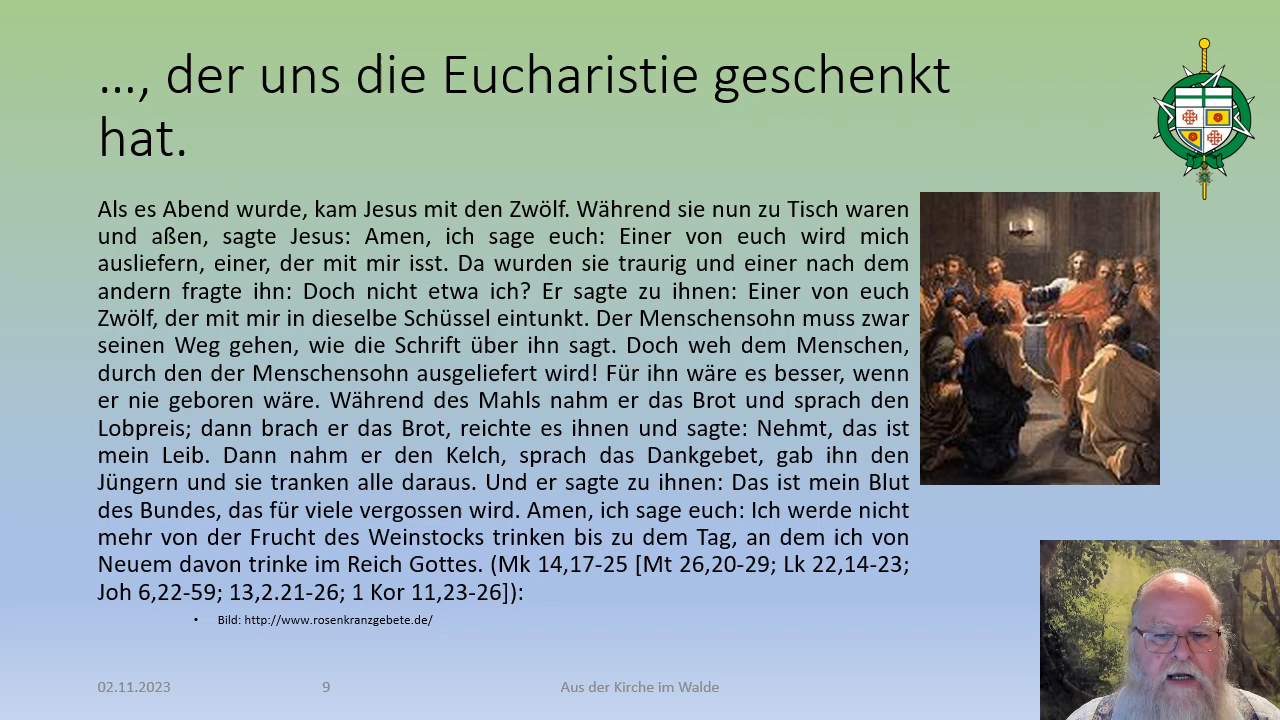 …, der uns die Eucharistie geschenkt
hat.
Als es Abend wurde, kam Jesus mit den Zwölf. Während sie nun zu Tisch waren
und aßen, sagte Jesus: Amen, ich sage euch: Einer von euch wird mich
ausliefern, einer, der mit mir isst. Da wurden sie traurig und einer nach dem
andern fragte ihn: Doch nicht etwa ich? Er sagte zu ihnen: Einer von euch
Zwölf, der mit mir in dieselbe Schüssel eintunkt. Der Menschensohn muss zwar
seinen Weg gehen, wie die Schrift über ihn sagt. Doch weh dem Menschen,
durch den der Menschensohn ausgeliefert wird! Für ihn wäre es besser, wenn
er nie geboren wäre. Während des Mahls nahm er das Brot und sprach den
Lobpreis; dann brach er das Brot, reichte es ihnen und sagte: Nehmt, das ist
mein Leib. Dann nahm er den Kelch, sprach das Dankgebet, gab ihn den
Jüngern und sie tranken alle daraus. Und er sagte zu ihnen: Das ist mein Blut
des Bundes, das für viele vergossen wird. Amen, ich sage euch: Ich werde nicht
mehr von der Frucht des Weinstocks trinken bis zu dem Tag, an dem ich von
Neuem davon trinke im Reich Gottes. (Mk 14,17-25 [Mt 26,20-29; Lk 22,14-23;
Joh 6,22-59; 13,2.21-26; 1 Kor 11,23-26]):
• Bild: http://www.rosenkranzgebete.de/
02.11.2023 9 Aus der Kirche im Walde